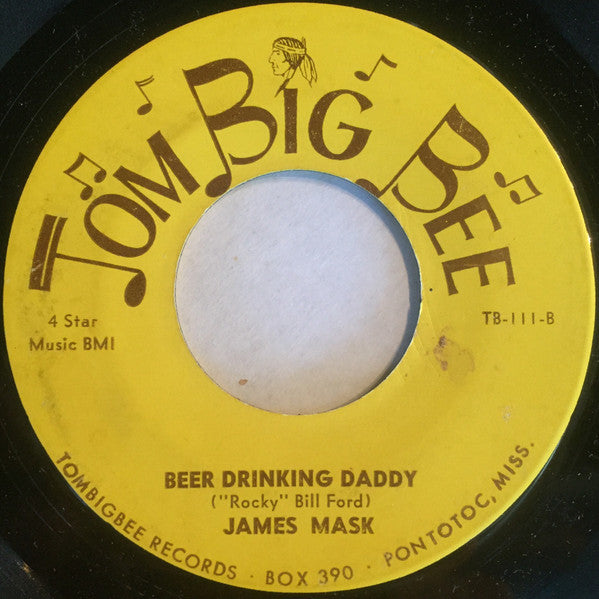 TOM BIG BEE
4 Star
Music BMI
TB-111-B
BEER DRINKING DADDY
("Rocky" Bill Ford)
JAMES MASK
TOMBIGBEE RECORDS · BOX 390 · PONTOTOC, MISS.